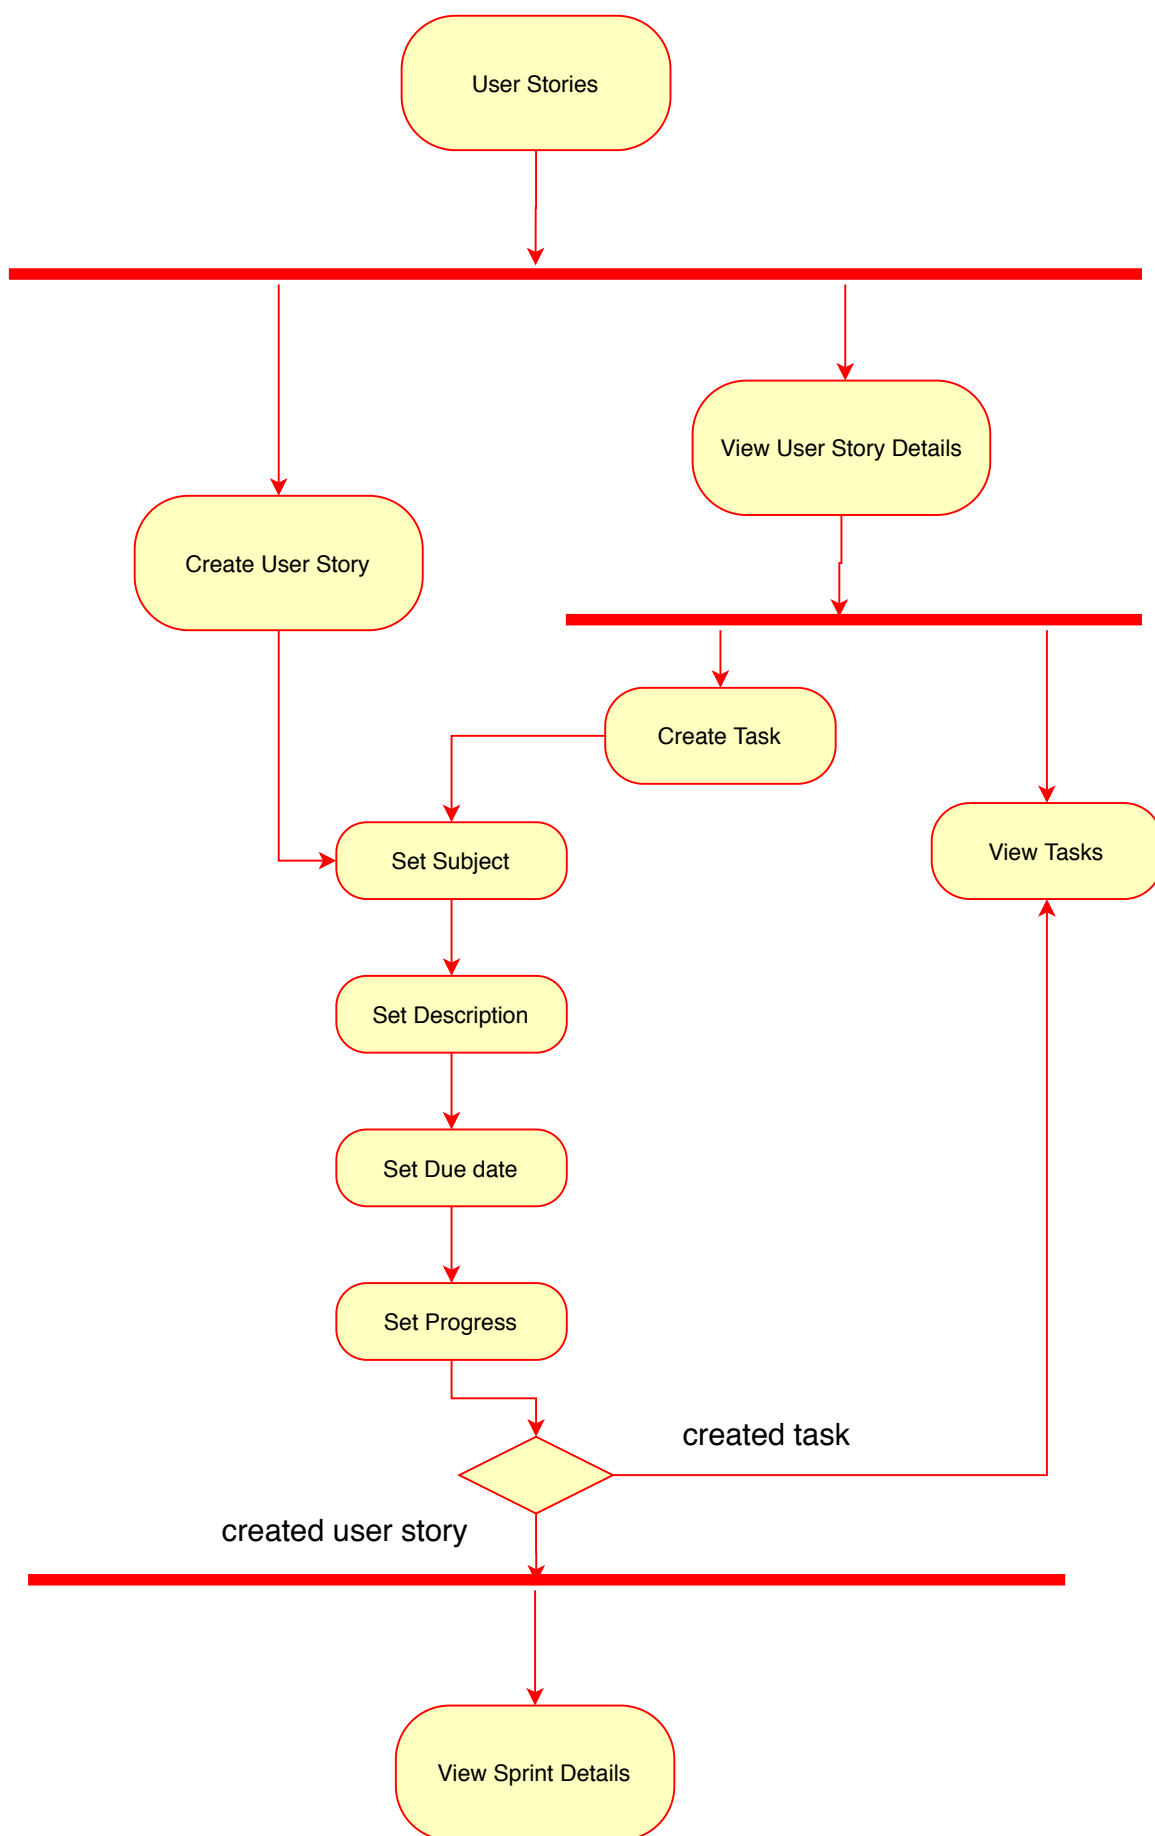 User Stories
View User Story Details
Create User Story
Create Task
View Tasks
Set Subject
Set Description
Set Due date
Set Progress
created task
created user story
View Sprint Details